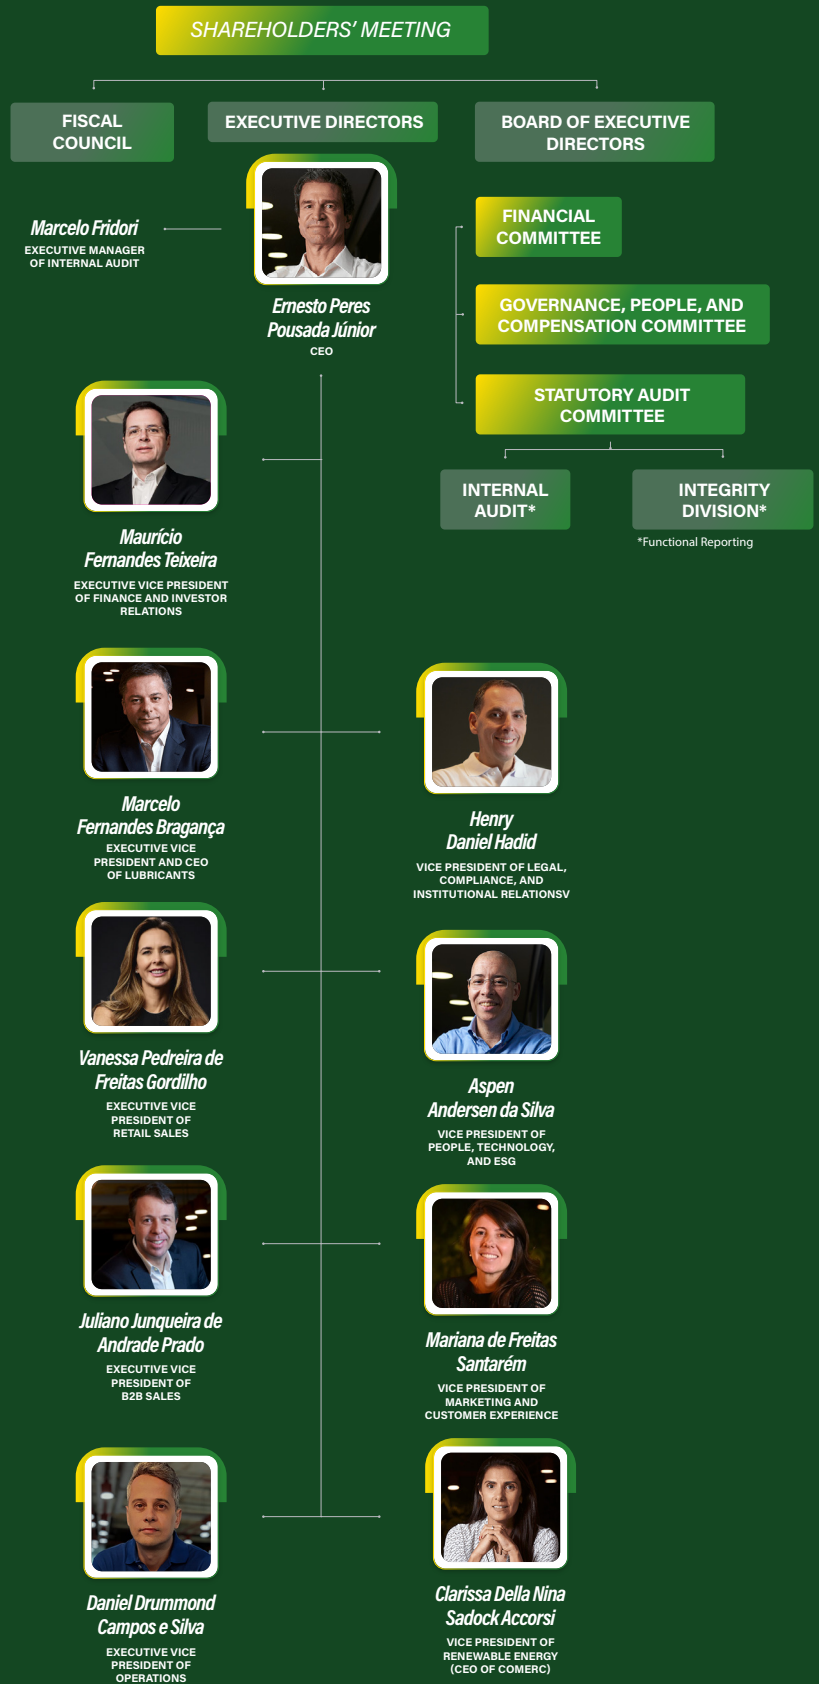 SHAREHOLDERS' MEETING
FISCAL
COUNCIL
EXECUTIVE DIRECTORS
BOARD OF EXECUTIVE
DIRECTORS
Marcelo Fridori
EXECUTIVE MANAGER
OF INTERNAL AUDIT
Ernesto Peres
Pousada Júnior
CEO
FINANCIAL
COMMITTEE
GOVERNANCE, PEOPLE, AND
COMPENSATION COMMITTEE
STATUTORY AUDIT
COMMITTEE
INTERNAL
AUDIT*
INTEGRITY
DIVISION*
*Functional Reporting
Maurício
Fernandes Teixeira
EXECUTIVE VICE PRESIDENT
OF FINANCE AND INVESTOR
RELATIONS
Marcelo
Fernandes Bragança
EXECUTIVE VICE
PRESIDENT AND CEO
OF LUBRICANTS
Henry
Daniel Hadid
VICE PRESIDENT OF LEGAL,
COMPLIANCE, AND
INSTITUTIONAL RELATIONSV
Vanessa Pedreira de
Freitas Gordilho
EXECUTIVE VICE
PRESIDENT OF
RETAIL SALES
Aspen
Andersen da Silva
VICE PRESIDENT OF
PEOPLE, TECHNOLOGY,
AND ESG
Juliano Junqueira de
Andrade Prado
EXECUTIVE VICE
PRESIDENT OF
B2B SALES
Mariana de Freitas
Santarém
VICE PRESIDENT OF
MARKETING AND
CUSTOMER EXPERIENCE
Daniel Drummond
Campos e Silva
EXECUTIVE VICE
PRESIDENT OF
OPERATIONS
Clarissa Della Nina
Sadock Accorsi
VICE PRESIDENT OF
RENEWABLE ENERGY
(CEO OF COMERC)